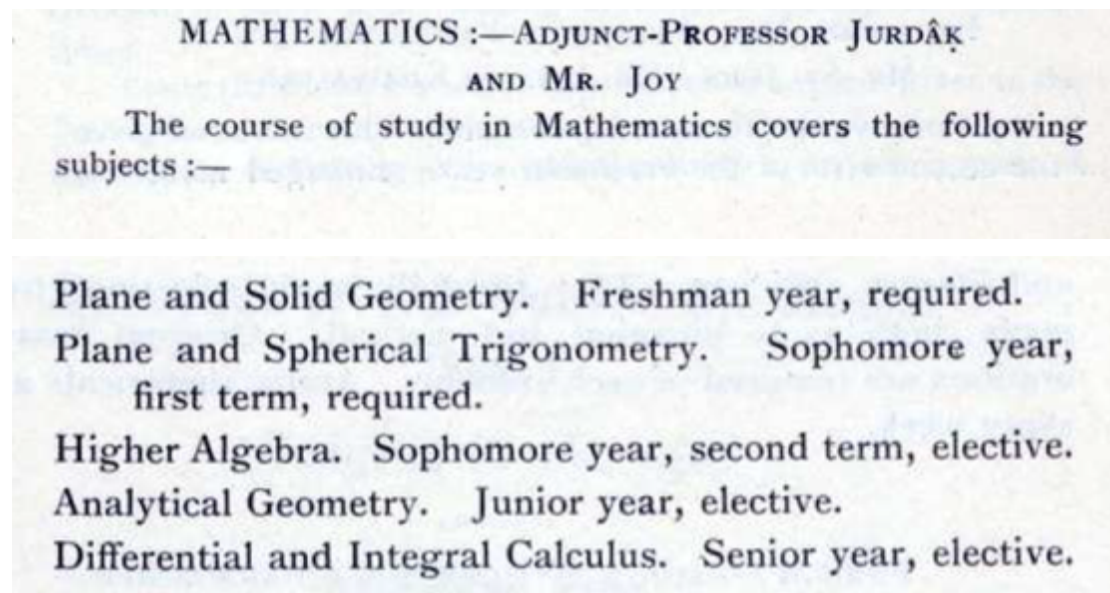 MATHEMATICS :—ADJUNCT-PROFESSOR JURDÂḲ
AND MR. JOY
The course of study in Mathematics covers the following
subjects :—
Plane and Solid Geometry. Freshman year, required.
Plane and Spherical Trigonometry. Sophomore year,
first term, required.
Higher Algebra. Sophomore year, second term, elective.
Analytical Geometry. Junior year, elective.
Differential and Integral Calculus. Senior year, elective.